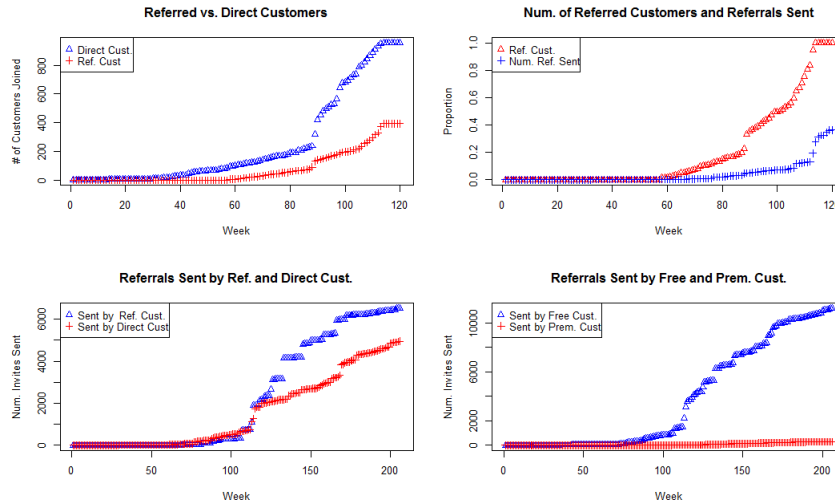 Referred vs. Direct Customers
Direct Cust.
Ref. Cust
# of Customers Joined
0 200 400 600 800
0 20 40 60 80 100 120
Week
Num. of Referred Customers and Referrals Sent
Ref. Cust.
Num. Ref. Sent
Proportion
0.0 0.2 0.4 0.6 0.8 1.0
0 20 40 60 80 100 120
Week
Referrals Sent by Ref. and Direct Cust.
Sent by Ref. Cust.
Sent by Direct Cust
Num. Invites Sent
0 2000 4000 6000
0 50 100 150 200
Week
Referrals Sent by Free and Prem. Cust.
Sent by Free Cust.
Sent by Prem. Cust
Num. Invites Sent
0 2000 6000 10000
0 50 100 150 200
Week